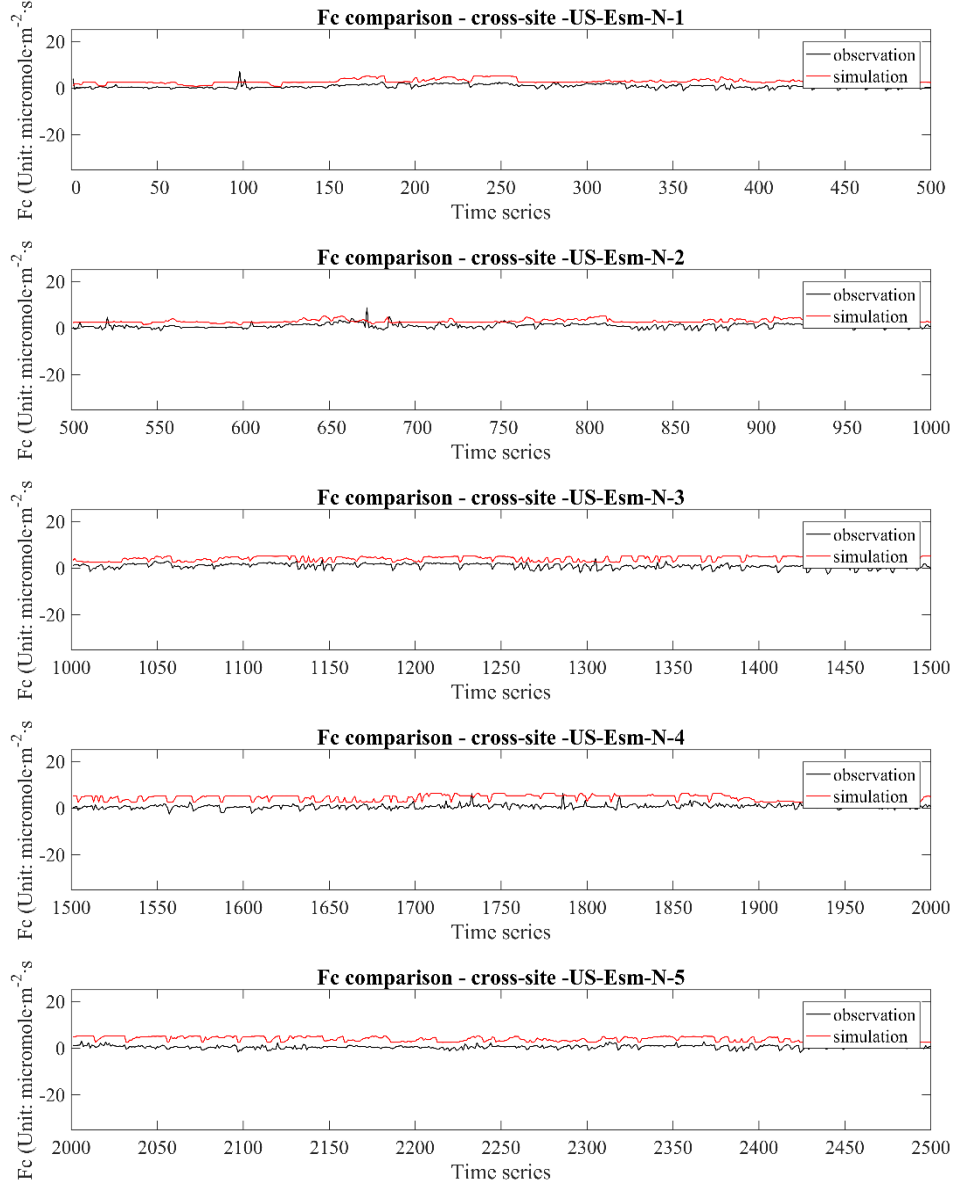 Fc comparison - cross-site -US-Esm-N-1
Fc (Unit: micromole·m⁻²·s
20
0
-20
observation
simulation
0 50 100 150 200 250 300 350 400 450 500
Time series
Fc comparison - cross-site -US-Esm-N-2
Fc (Unit: micromole·m⁻²·s
20
0
-20
observation
simulation
500 550 600 650 700 750 800 850 900 950 1000
Time series
Fc comparison - cross-site -US-Esm-N-3
Fc (Unit: micromole·m⁻²·s
20
0
-20
observation
simulation
1000 1050 1100 1150 1200 1250 1300 1350 1400 1450 1500
Time series
Fc comparison - cross-site -US-Esm-N-4
Fc (Unit: micromole·m⁻²·s
20
0
-20
observation
simulation
1500 1550 1600 1650 1700 1750 1800 1850 1900 1950 2000
Time series
Fc comparison - cross-site -US-Esm-N-5
Fc (Unit: micromole·m⁻²·s
20
0
-20
observation
simulation
2000 2050 2100 2150 2200 2250 2300 2350 2400 2450 2500
Time series